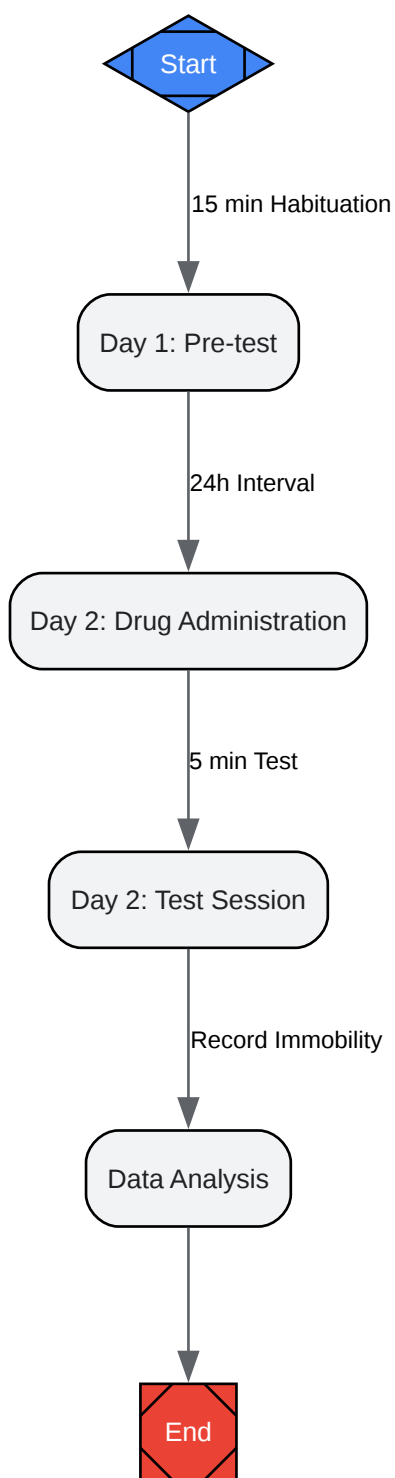 Start
15 min Habituation
Day 1: Pre-test
24h Interval
Day 2: Drug Administration
5 min Test
Day 2: Test Session
Record Immobility
Data Analysis
End